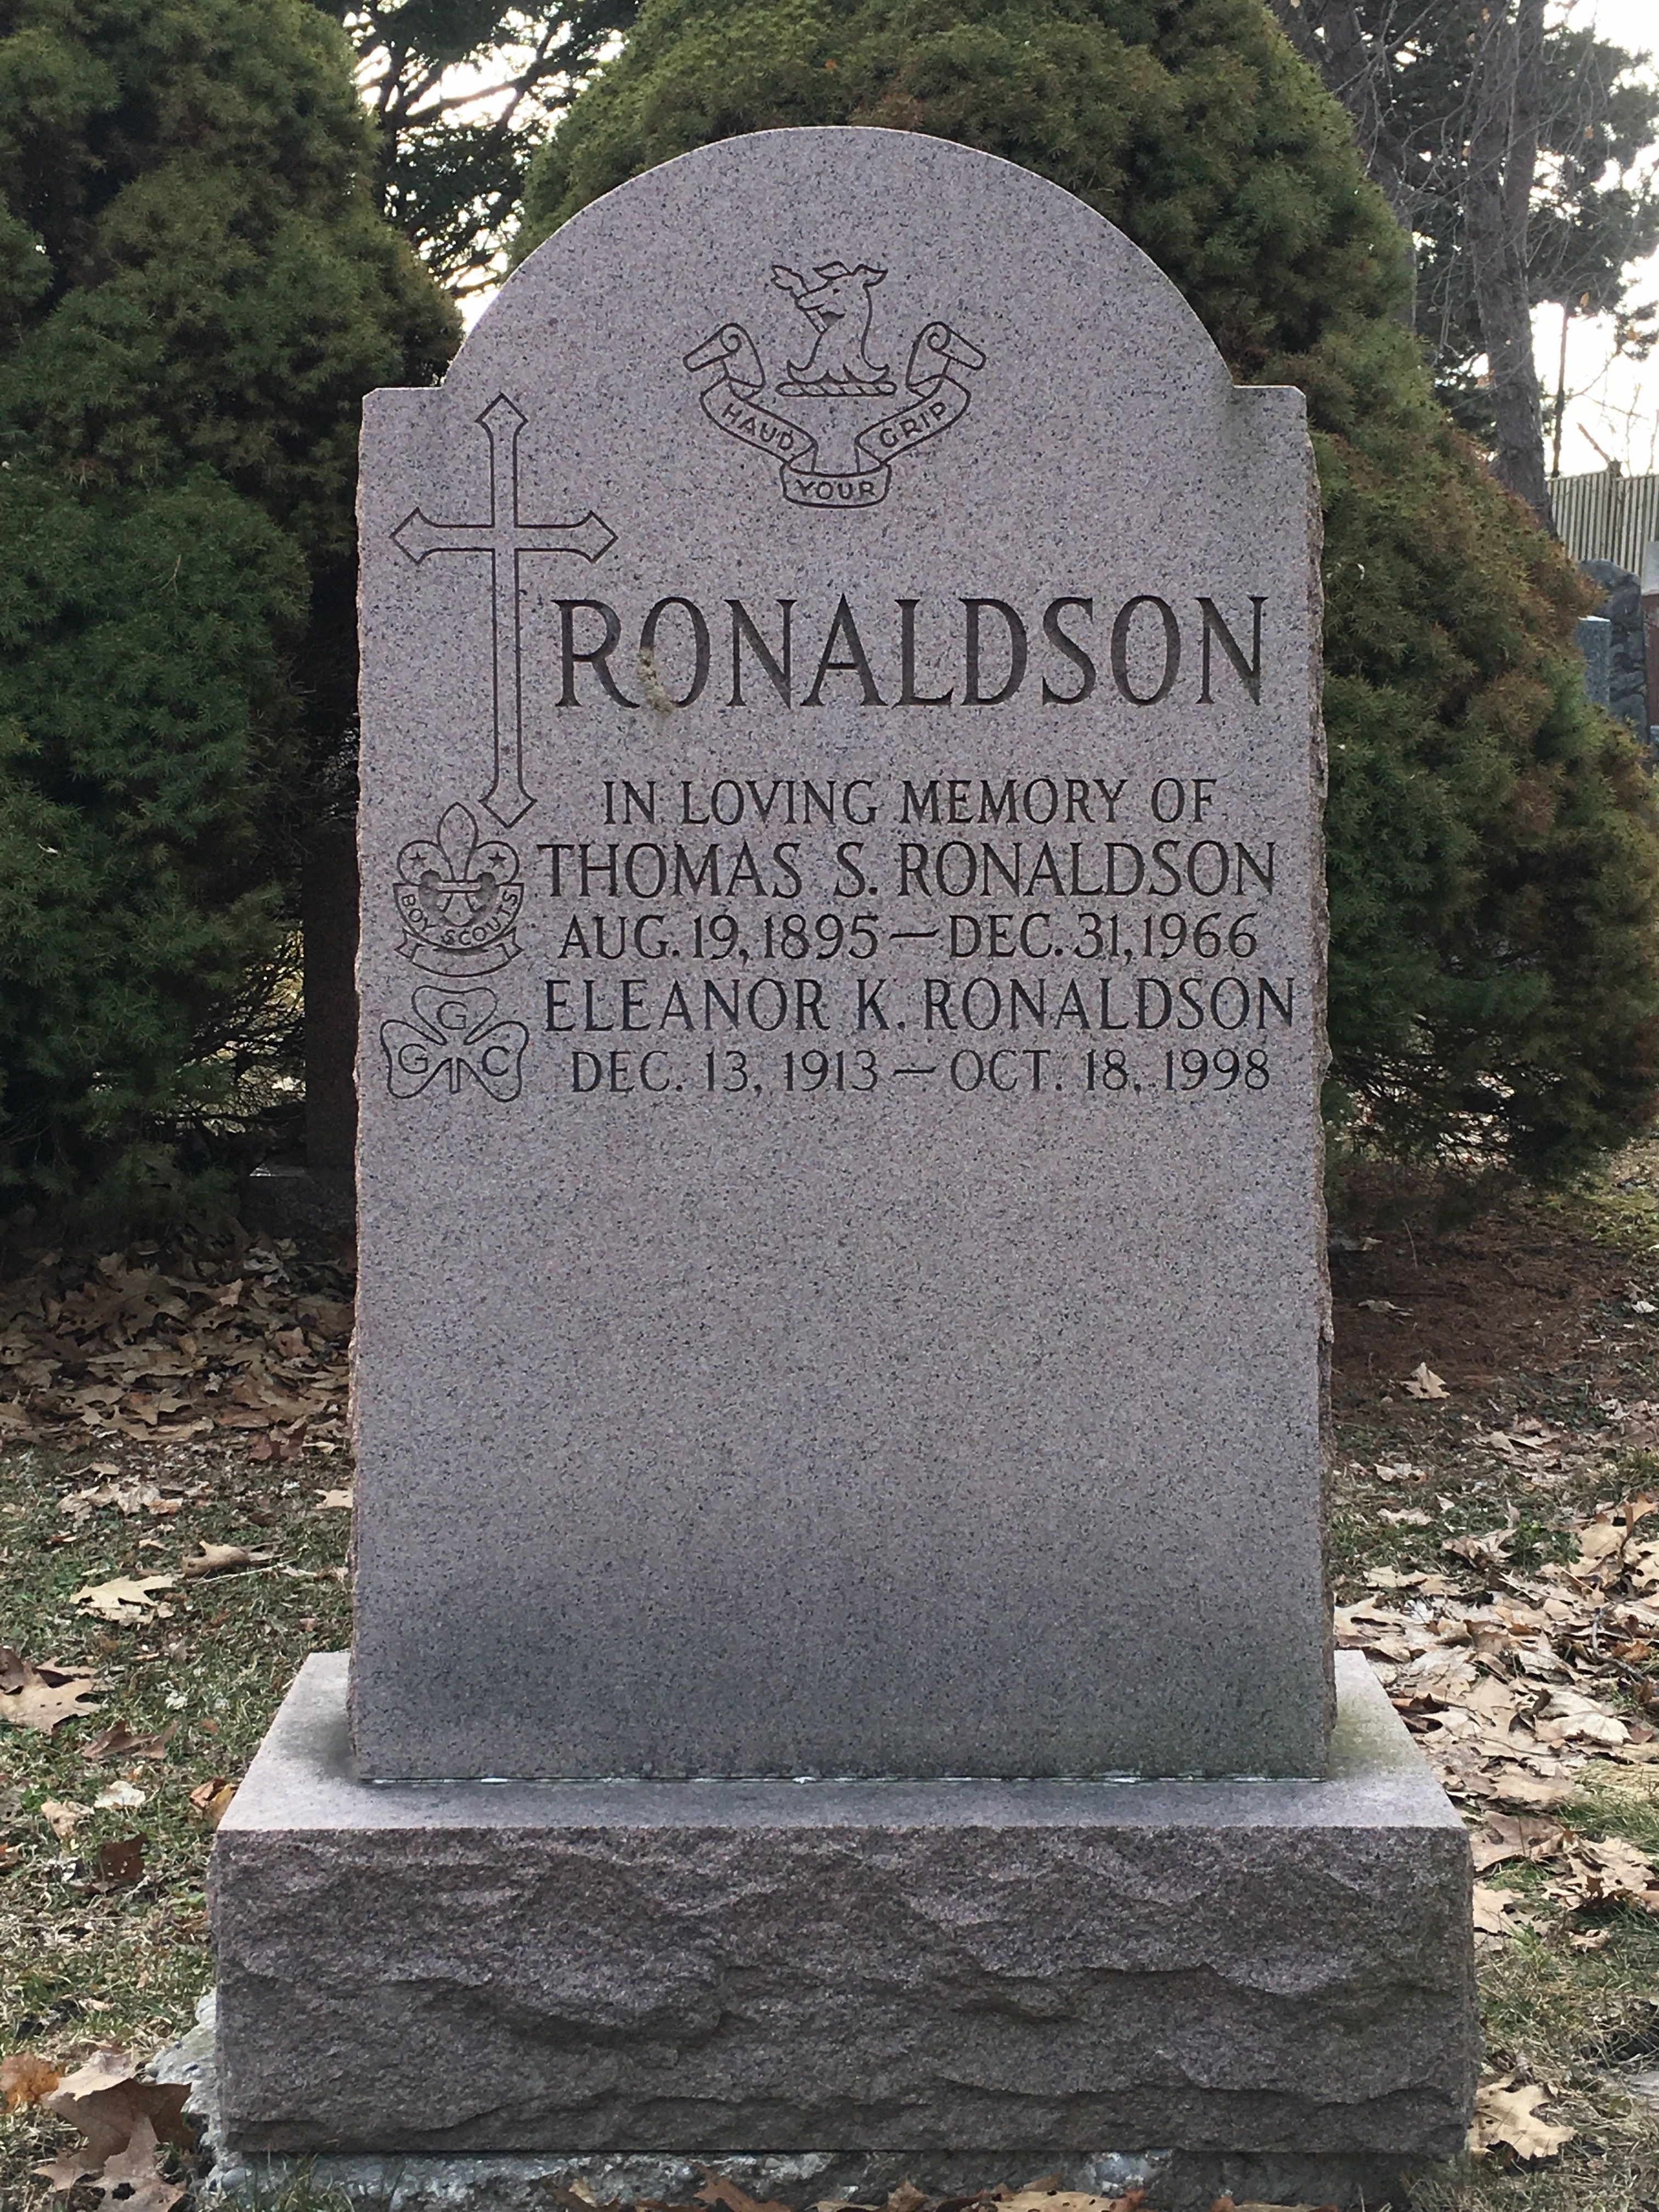 HAUD YOUR GRIP
RONALDSON
IN LOVING MEMORY OF
THOMAS S. RONALDSON
AUG. 19, 1895 — DEC. 31, 1966
BOY SCOUTS
ELEANOR K. RONALDSON
DEC. 13, 1913 — OCT. 18, 1998
G G C